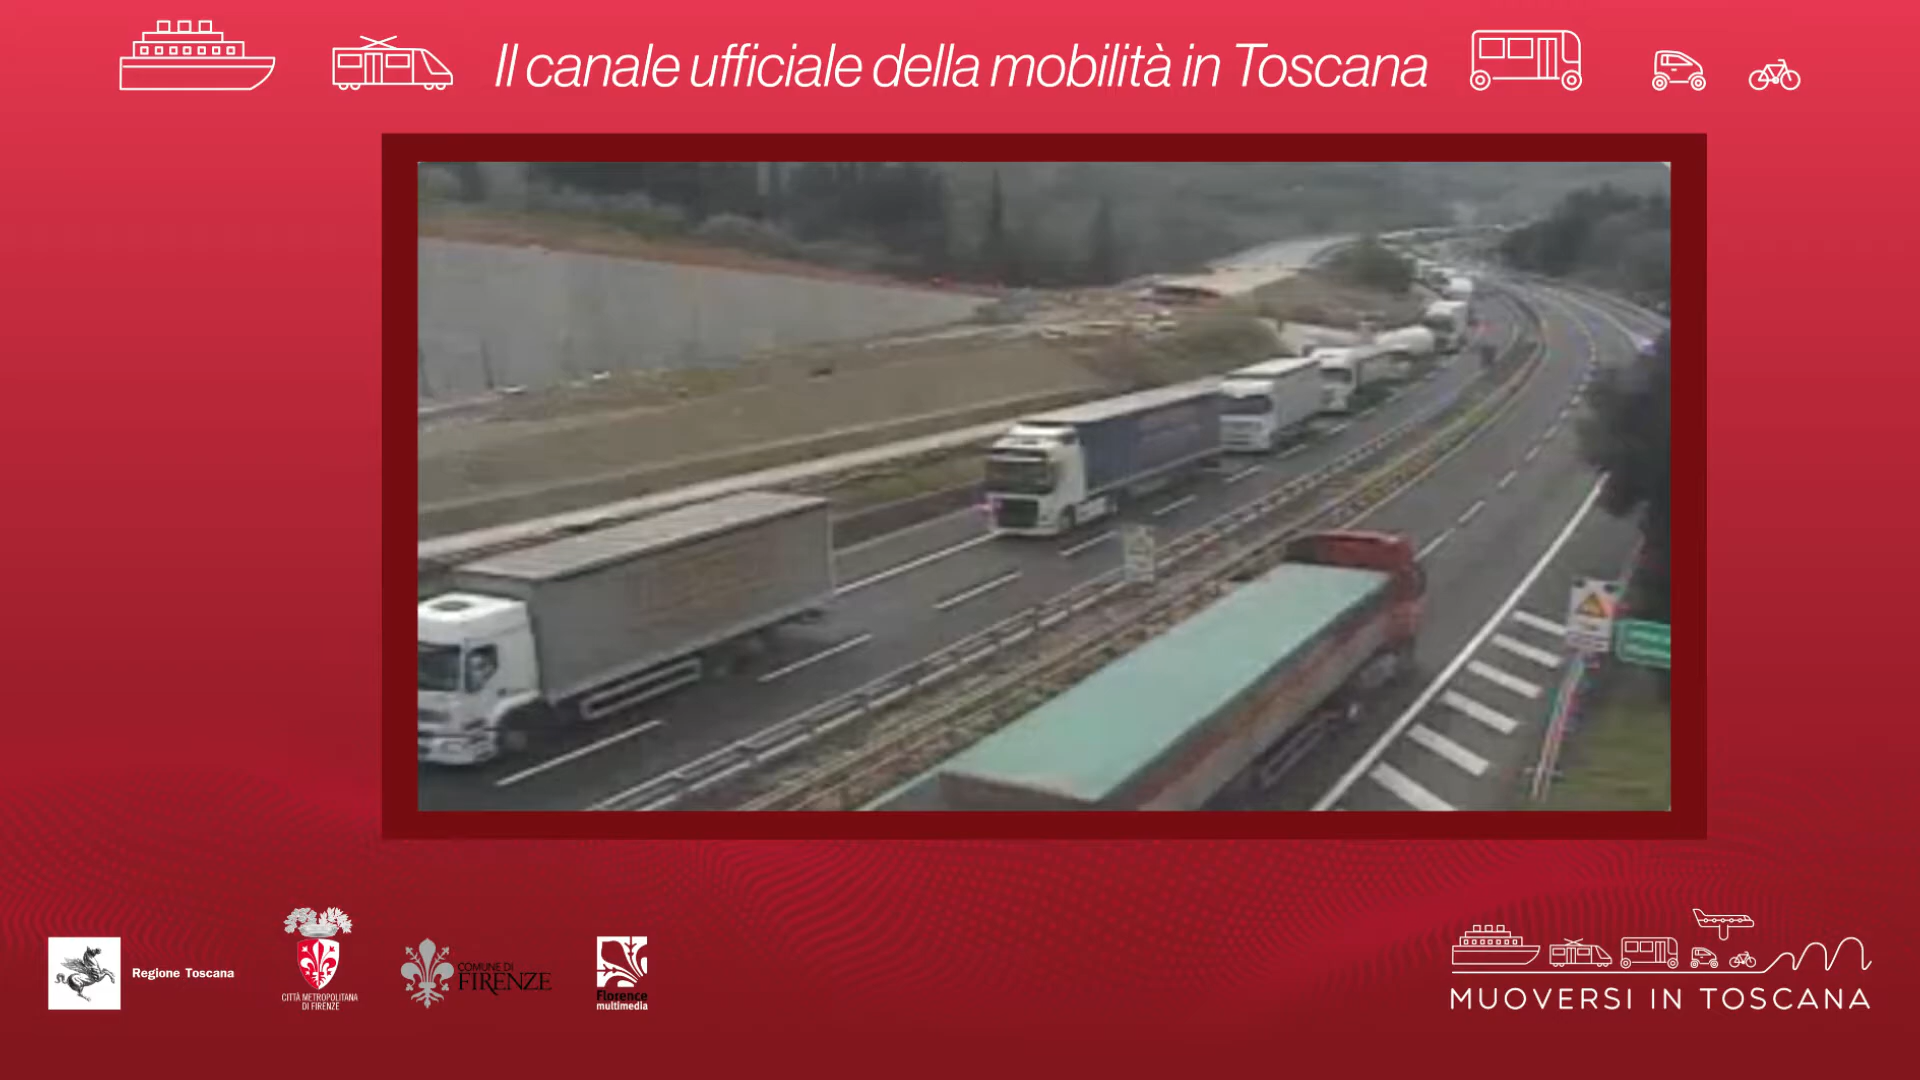 Il canale ufficiale della mobilità in Toscana
Regione Toscana
CITTÀ METROPOLITANA
DI FIRENZE
COMUNE DI
FIRENZE
Florence
multimedia
MUOVERSI IN TOSCANA